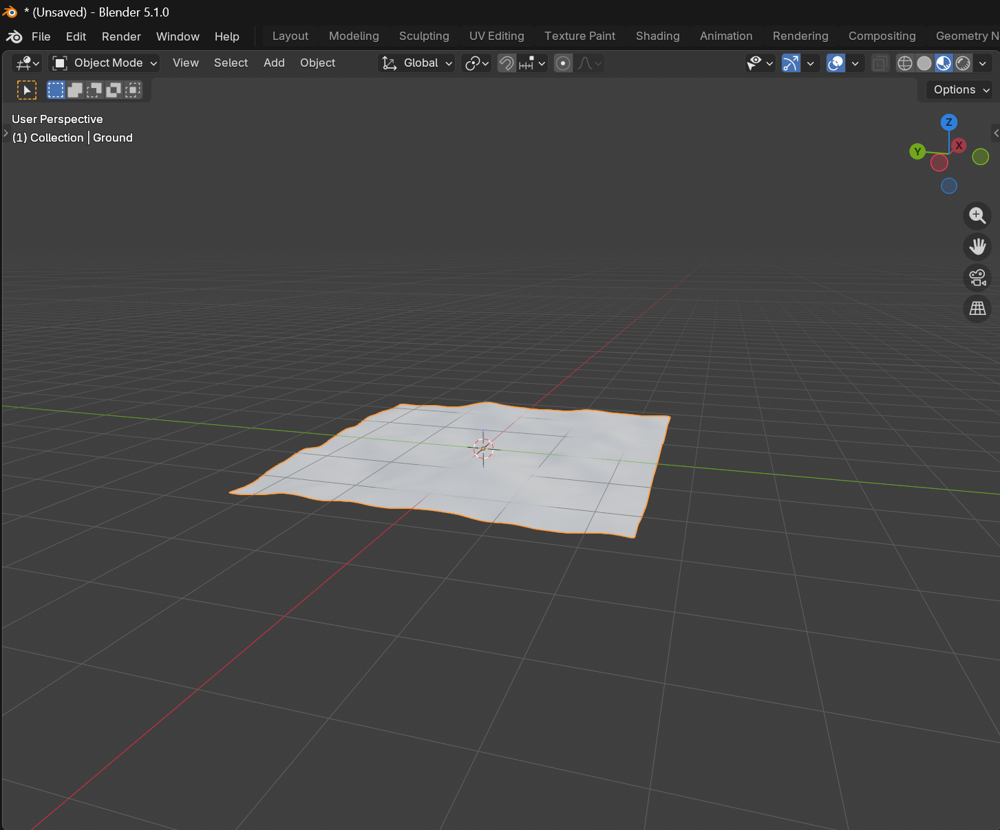 * (Unsaved) - Blender 5.1.0
File Edit Render Window Help Layout Modeling Sculpting UV Editing Texture Paint Shading Animation Rendering Compositing Geometry N
Object Mode View Select Add Object Global
Options
User Perspective
(1) Collection | Ground
Z
X
Y